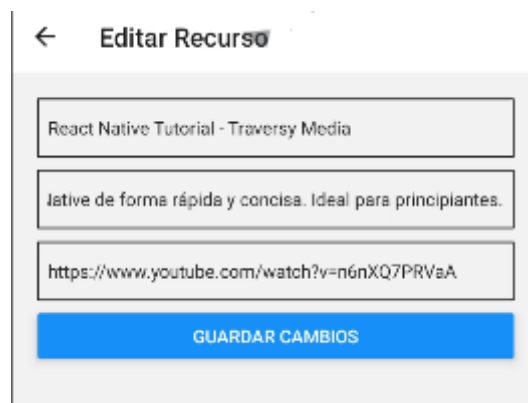 Editar Recurso
React Native Tutorial - Traversy Media
de forma rápida y concisa. Ideal para principiantes.
https://www.youtube.com/watch?v=n6nXQ7PRVaA
GUARDAR CAMBIOS